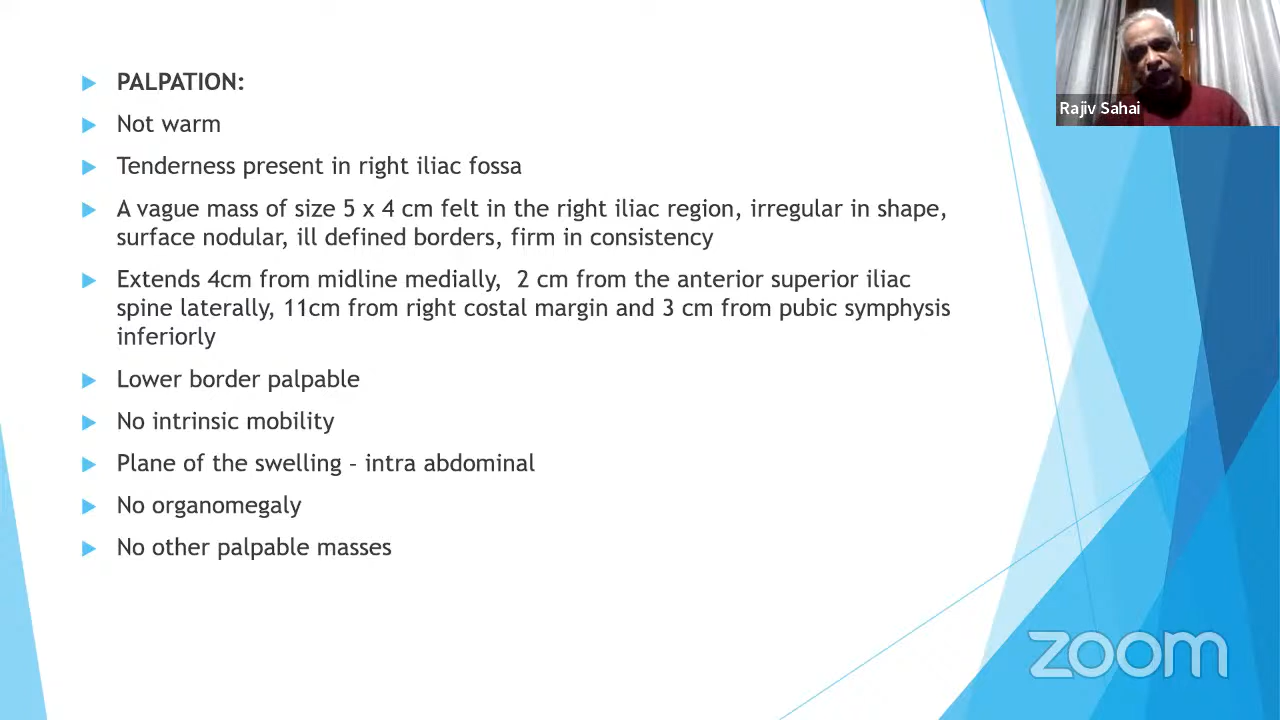 PALPATION:
Not warm
Tenderness present in right iliac fossa
A vague mass of size 5 x 4 cm felt in the right iliac region, irregular in shape,
surface nodular, ill defined borders, firm in consistency
Extends 4cm from midline medially, 2 cm from the anterior superior iliac
spine laterally, 11cm from right costal margin and 3 cm from pubic symphysis
inferiorly
Lower border palpable
No intrinsic mobility
Plane of the swelling – intra abdominal
No organomegaly
No other palpable masses
Rajiv Sahai
zoom